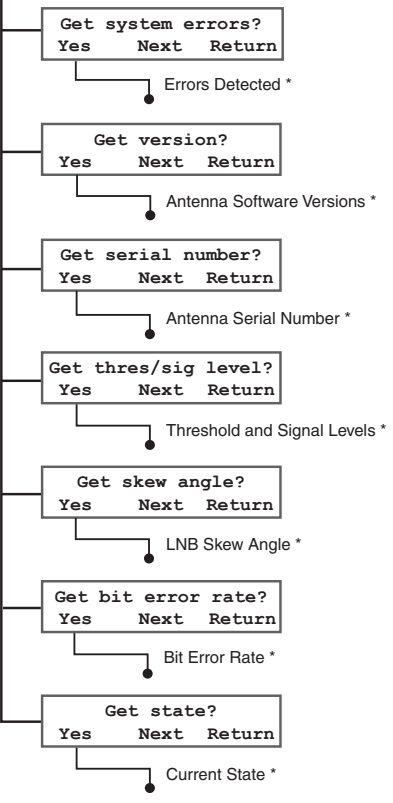 Get system errors?
Yes Next Return
Errors Detected *
Get version?
Yes Next Return
Antenna Software Versions *
Get serial number?
Yes Next Return
Antenna Serial Number *
Get thres/sig level?
Yes Next Return
Threshold and Signal Levels *
Get skew angle?
Yes Next Return
LNB Skew Angle *
Get bit error rate?
Yes Next Return
Bit Error Rate *
Get state?
Yes Next Return
Current State *